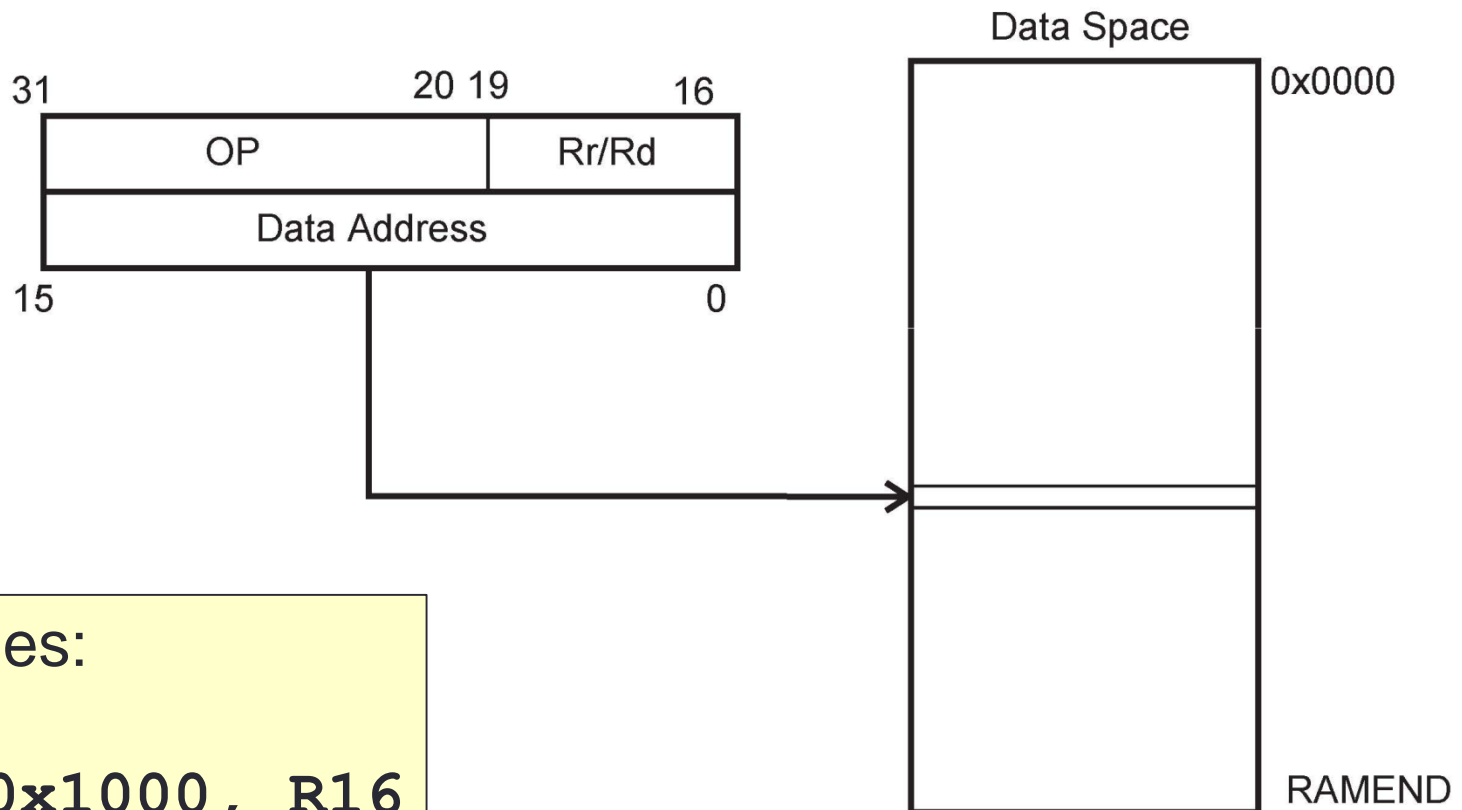 Data Space
31 20 19 16
0x0000
OP Rr/Rd
Data Address
15 0
es:
0x1000, R16
RAMEND